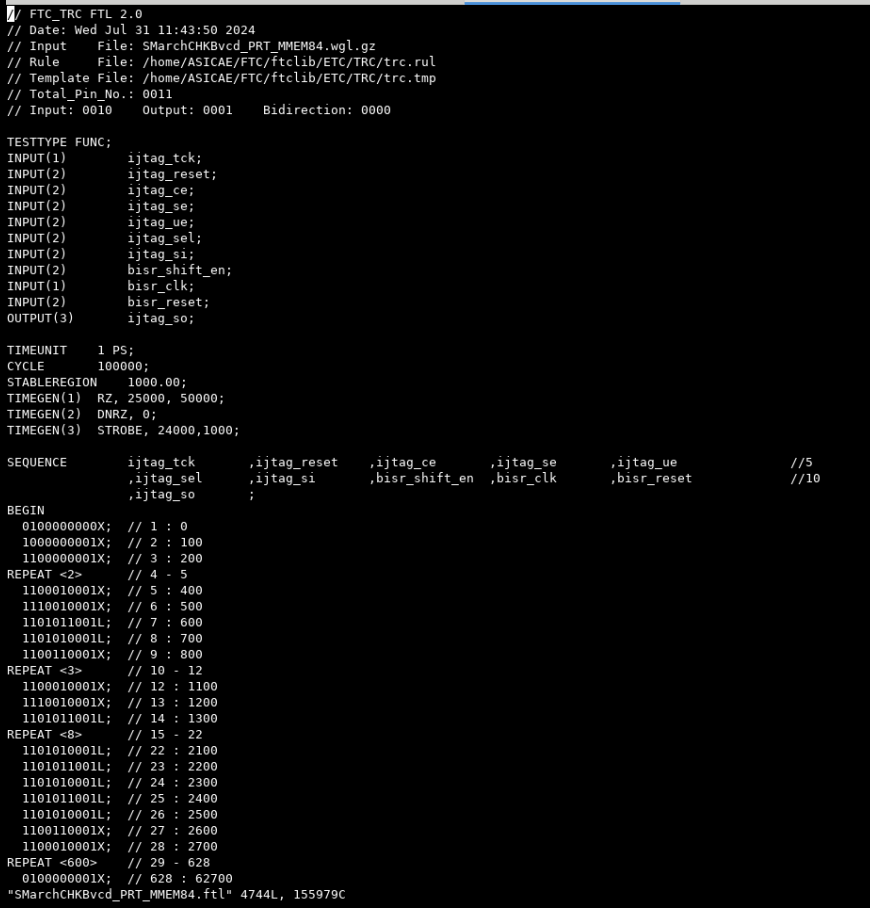 // FTC_TRC FTL 2.0
// Date: Wed Jul 31 11:43:50 2024
// Input    File: SMarchCHKBvcd_PRT_MMEM84.wgl.gz
// Rule     File: /home/ASICAE/FTC/ftclib/ETC/TRC/trc.rul
// Template File: /home/ASICAE/FTC/ftclib/ETC/TRC/trc.tmp
// Total_Pin_No.: 0011
// Input: 0010    Output: 0001    Bidirection: 0000

TESTTYPE FUNC;
INPUT(1)        ijtag_tck;
INPUT(2)        ijtag_reset;
INPUT(2)        ijtag_ce;
INPUT(2)        ijtag_se;
INPUT(2)        ijtag_ue;
INPUT(2)        ijtag_sel;
INPUT(2)        ijtag_si;
INPUT(2)        bisr_shift_en;
INPUT(1)        bisr_clk;
INPUT(2)        bisr_reset;
OUTPUT(3)       ijtag_so;

TIMEUNIT    1 PS;
CYCLE       100000;
STABLEREGION    1000.00;
TIMEGEN(1)  RZ, 25000, 50000;
TIMEGEN(2)  DNRZ, 0;
TIMEGEN(3)  STROBE, 24000,1000;

SEQUENCE        ijtag_tck       ,ijtag_reset    ,ijtag_ce       ,ijtag_se       ,ijtag_ue               //5
                ,ijtag_sel      ,ijtag_si       ,bisr_shift_en  ,bisr_clk       ,bisr_reset             //10
                ,ijtag_so       ;
BEGIN
  0100000000X;  // 1 : 0
  1000000001X;  // 2 : 100
  1100000001X;  // 3 : 200
REPEAT <2>      // 4 - 5
  1100010001X;  // 5 : 400
  1110010001X;  // 6 : 500
  1101011001L;  // 7 : 600
  1101010001L;  // 8 : 700
  1100110001X;  // 9 : 800
REPEAT <3>      // 10 - 12
  1100010001X;  // 12 : 1100
  1110010001X;  // 13 : 1200
  1101011001L;  // 14 : 1300
REPEAT <8>      // 15 - 22
  1101010001L;  // 22 : 2100
  1101011001L;  // 23 : 2200
  1101010001L;  // 24 : 2300
  1101011001L;  // 25 : 2400
  1101010001L;  // 26 : 2500
  1100110001X;  // 27 : 2600
  1100010001X;  // 28 : 2700
REPEAT <600>    // 29 - 628
  0100000001X;  // 628 : 62700
"SMarchCHKBvcd_PRT_MMEM84.ftl" 4744L, 155979C